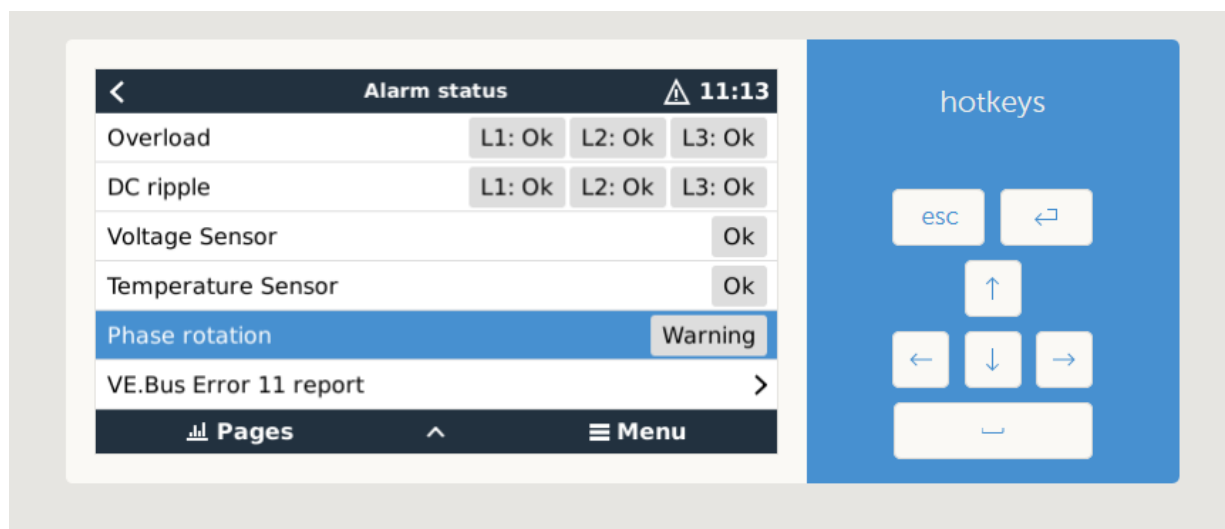 Alarm status 11:13
Overload L1: Ok L2: Ok L3: Ok
DC ripple L1: Ok L2: Ok L3: Ok
Voltage Sensor Ok
Temperature Sensor Ok
Phase rotation Warning
VE.Bus Error 11 report
Pages Menu
hotkeys
esc